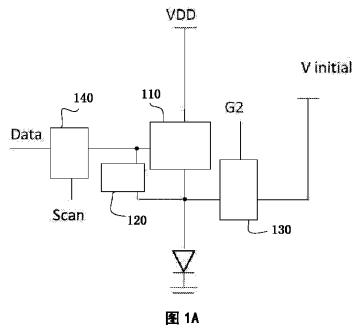 VDD
V initial
140
110
G2
Data
Scan
120
130
图 1A